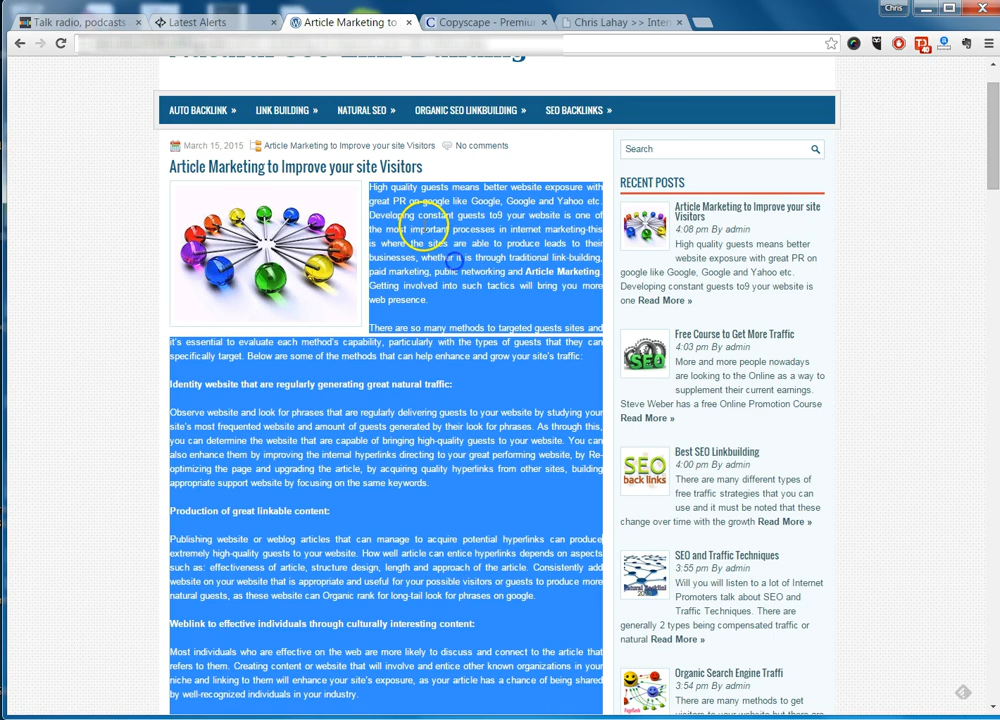 Talk radio, podcasts
Latest Alerts
Article Marketing to
Copyscape - Premiu
Chris Lahay >> Inter
Chris
AUTO BACKLINK »
LINK BUILDING »
NATURAL SEO »
ORGANIC SEO LINKBUILDING »
SEO BACKLINKS »
March 15, 2015 Article Marketing to Improve your site Visitors No comments
Article Marketing to Improve your site Visitors
High quality guests means better website exposure with
great PR on google like Google, Google and Yahoo etc.
Developing constant guests to9 your website is one of
the most important processes in internet marketing-this
is where the sites are able to produce leads to their
businesses, whether it's through traditional link-building,
paid marketing, public networking and Article Marketing.
Getting involved into such tactics will bring you more
web presence.
There are so many methods to targeted guests sites and
it's essential to evaluate each method's capability, particularly with the types of guests that they can
specifically target. Below are some of the methods that can help enhance and grow your site's traffic:
Identity website that are regularly generating great natural traffic:
Observe website and look for phrases that are regularly delivering guests to your website by studying your
site's most frequented website and amount of guests generated by their look for phrases. As through this,
you can determine the website that are capable of bringing high-quality guests to your website. You can
also enhance them by improving the internal hyperlinks directing to your great performing website, by Re-
optimizing the page and upgrading the article, by acquiring quality hyperlinks from other sites, building
appropriate support website by focusing on the same keywords.
Production of great linkable content:
Publishing website or weblog articles that can manage to acquire potential hyperlinks can produce
extremely high-quality guests to your website. How well article can entice hyperlinks depends on aspects
such as: effectiveness of article, structure design, length and approach of the article. Consistently add
website on your website that is appropriate and useful for your possible visitors or guests to produce more
natural guests, as these website can Organic rank for long-tail look for phrases on google.
Weblink to effective individuals through culturally interesting content:
Most individuals who are effective on the web are more likely to discuss and connect to the article that
refers to them. Creating content or website that will involve and entice other known organizations in your
niche and linking to them will enhance your site's exposure, as your article has a chance of being shared
by well-recognized individuals in your industry.
Search
RECENT POSTS
Article Marketing to Improve your site
Visitors
4:08 pm By admin
High quality guests means better
website exposure with great PR on
google like Google, Google and Yahoo etc.
Developing constant guests to9 your website is
one Read More »
Free Course to Get More Traffic
4:03 pm By admin
More and more people nowadays
are looking to the Online as a way to
supplement their current earnings.
Steve Weber has a free Online Promotion Course
Read More »
SEO
Best SEO Linkbuilding
4:00 pm By admin
There are many different types of
free traffic strategies that you can
use and it must be noted that these
change over time with the growth Read More »
SEO
back links
SEO and Traffic Techniques
3:55 pm By admin
Will you will listen to a lot of Internet
Promoters talk about SEO and
Traffic Techniques. There are
generally 2 types being compensated traffic or
natural Read More »
Organic Search Engine Traffi
3:54 pm By admin
There are many methods to get